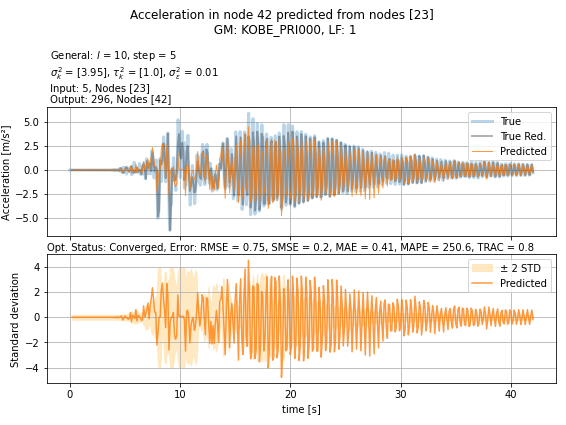 Acceleration in node 42 predicted from nodes [23]
GM: KOBE_PRI000, LF: 1
General: l = 10, step = 5
σ²ₖ = [3.95], τ²ₖ = [1.0], σ²ε = 0.01
Input: 5, Nodes [23]
Output: 296, Nodes [42]
5.0
2.5
0.0
−2.5
−5.0
Acceleration [m/s²]
True
True Red.
Predicted
Opt. Status: Converged, Error: RMSE = 0.75, SMSE = 0.2, MAE = 0.41, MAPE = 250.6, TRAC = 0.8
4
2
0
−2
−4
Standard deviation
± 2 STD
Predicted
0 10 20 30 40
time [s]